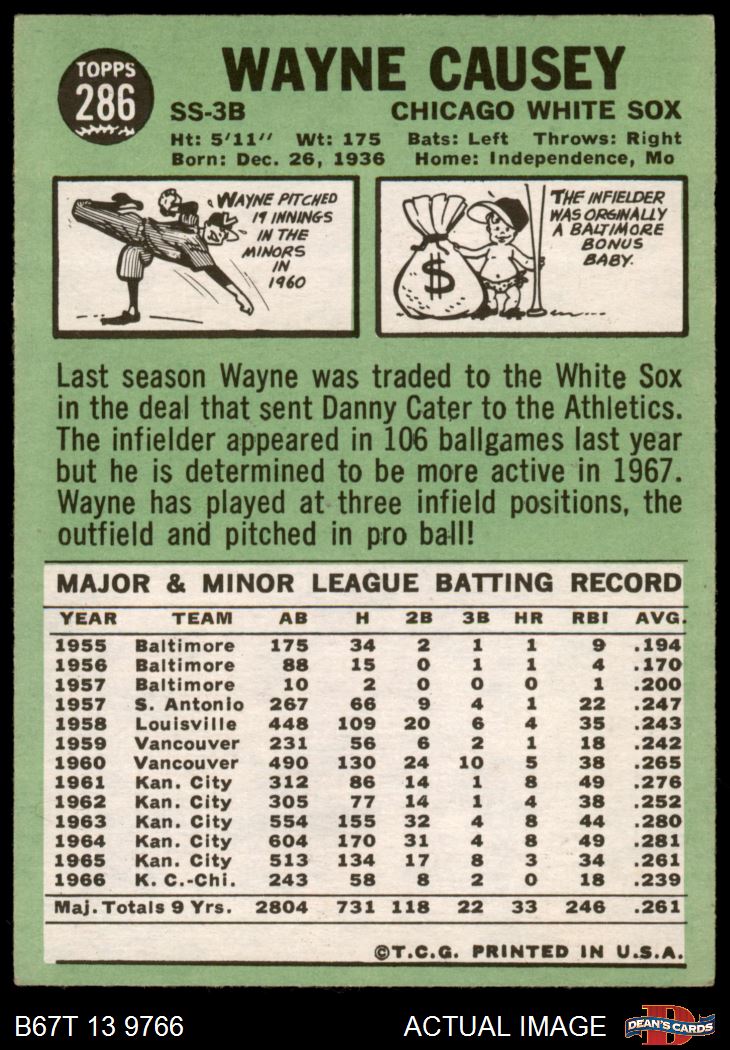 TOPPS
286
WAYNE CAUSEY
SS-3B CHICAGO WHITE SOX
Ht: 5'11" Wt: 175 Bats: Left Throws: Right
Born: Dec. 26, 1936 Home: Independence, Mo
WAYNE PITCHED
19 INNINGS
IN THE
MINORS
IN
1960
$
THE INFIELDER
WAS ORGINALLY
A BALTIMORE
BONUS
BABY.
Last season Wayne was traded to the White Sox
in the deal that sent Danny Cater to the Athletics.
The infielder appeared in 106 ballgames last year
but he is determined to be more active in 1967.
Wayne has played at three infield positions, the
outfield and pitched in pro ball!
MAJOR & MINOR LEAGUE BATTING RECORD
YEAR TEAM AB H 2B 3B HR RBI AVG.
1955 Baltimore 175 34 2 1 1 9 .194
1956 Baltimore 88 15 0 1 1 4 .170
1957 Baltimore 10 2 0 0 0 1 .200
1957 S. Antonio 267 66 9 4 1 22 .247
1958 Louisville 448 109 20 6 4 35 .243
1959 Vancouver 231 56 6 2 1 18 .242
1960 Vancouver 490 130 24 10 5 38 .265
1961 Kan. City 312 86 14 1 8 49 .276
1962 Kan. City 305 77 14 1 4 38 .252
1963 Kan. City 554 155 32 4 8 44 .280
1964 Kan. City 604 170 31 4 8 49 .281
1965 Kan. City 513 134 17 8 3 34 .261
1966 K. C.-Chi. 243 58 8 2 0 18 .239
Maj. Totals 9 Yrs. 2804 731 118 22 33 246 .261
©T.C.G. PRINTED IN U.S.A.
B67T 13 9766 ACTUAL IMAGE DEAN'S CARDS